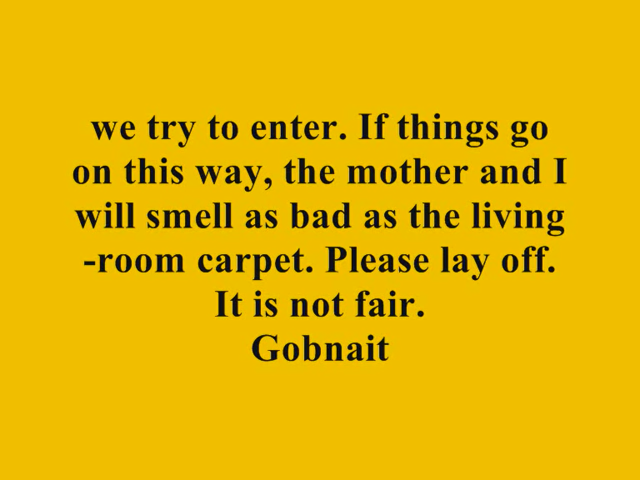 we try to enter. If things go
on this way, the mother and I
will smell as bad as the living
-room carpet. Please lay off.
It is not fair.
Gobnait